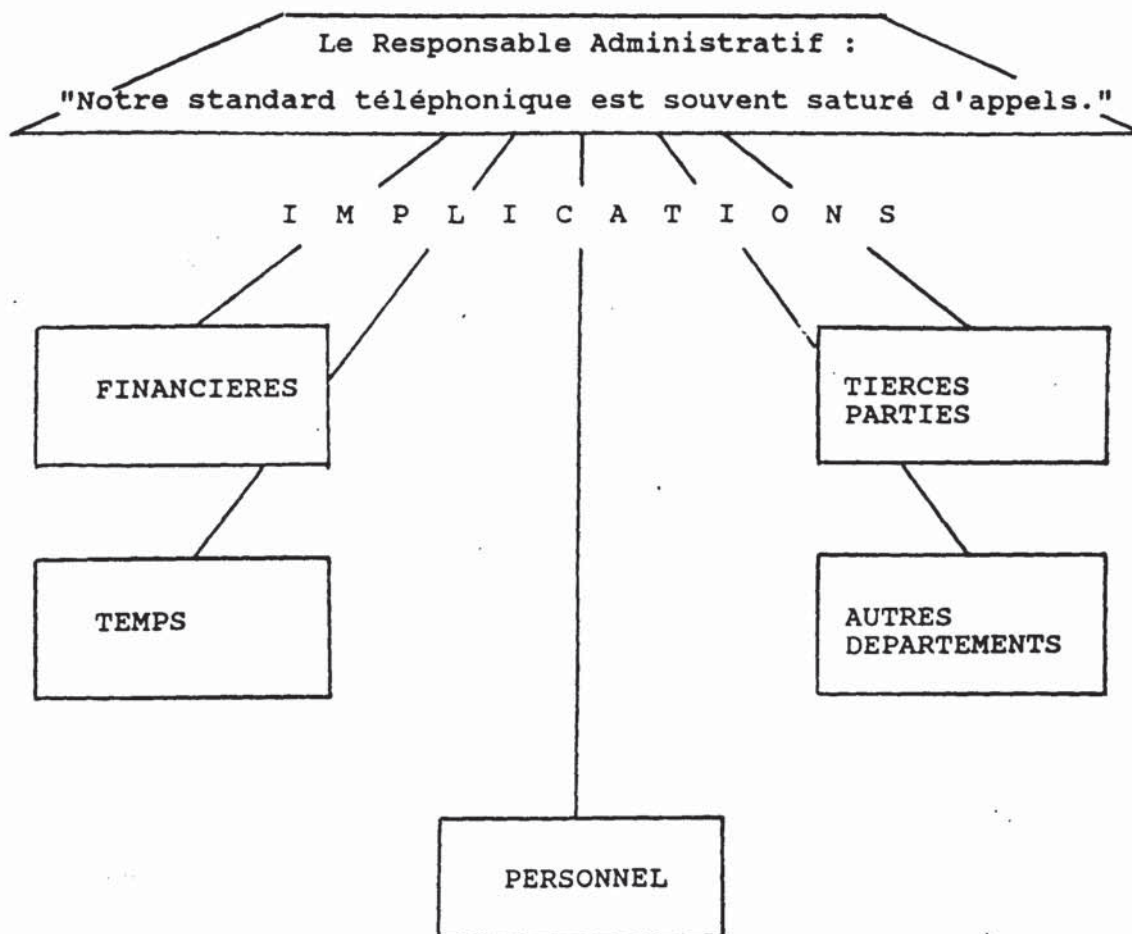 Le Responsable Administratif :
"Notre standard téléphonique est souvent saturé d'appels."
I M P L I C A T I O N S
FINANCIERES
TIERCES
PARTIES
TEMPS
AUTRES
DEPARTEMENTS
PERSONNEL